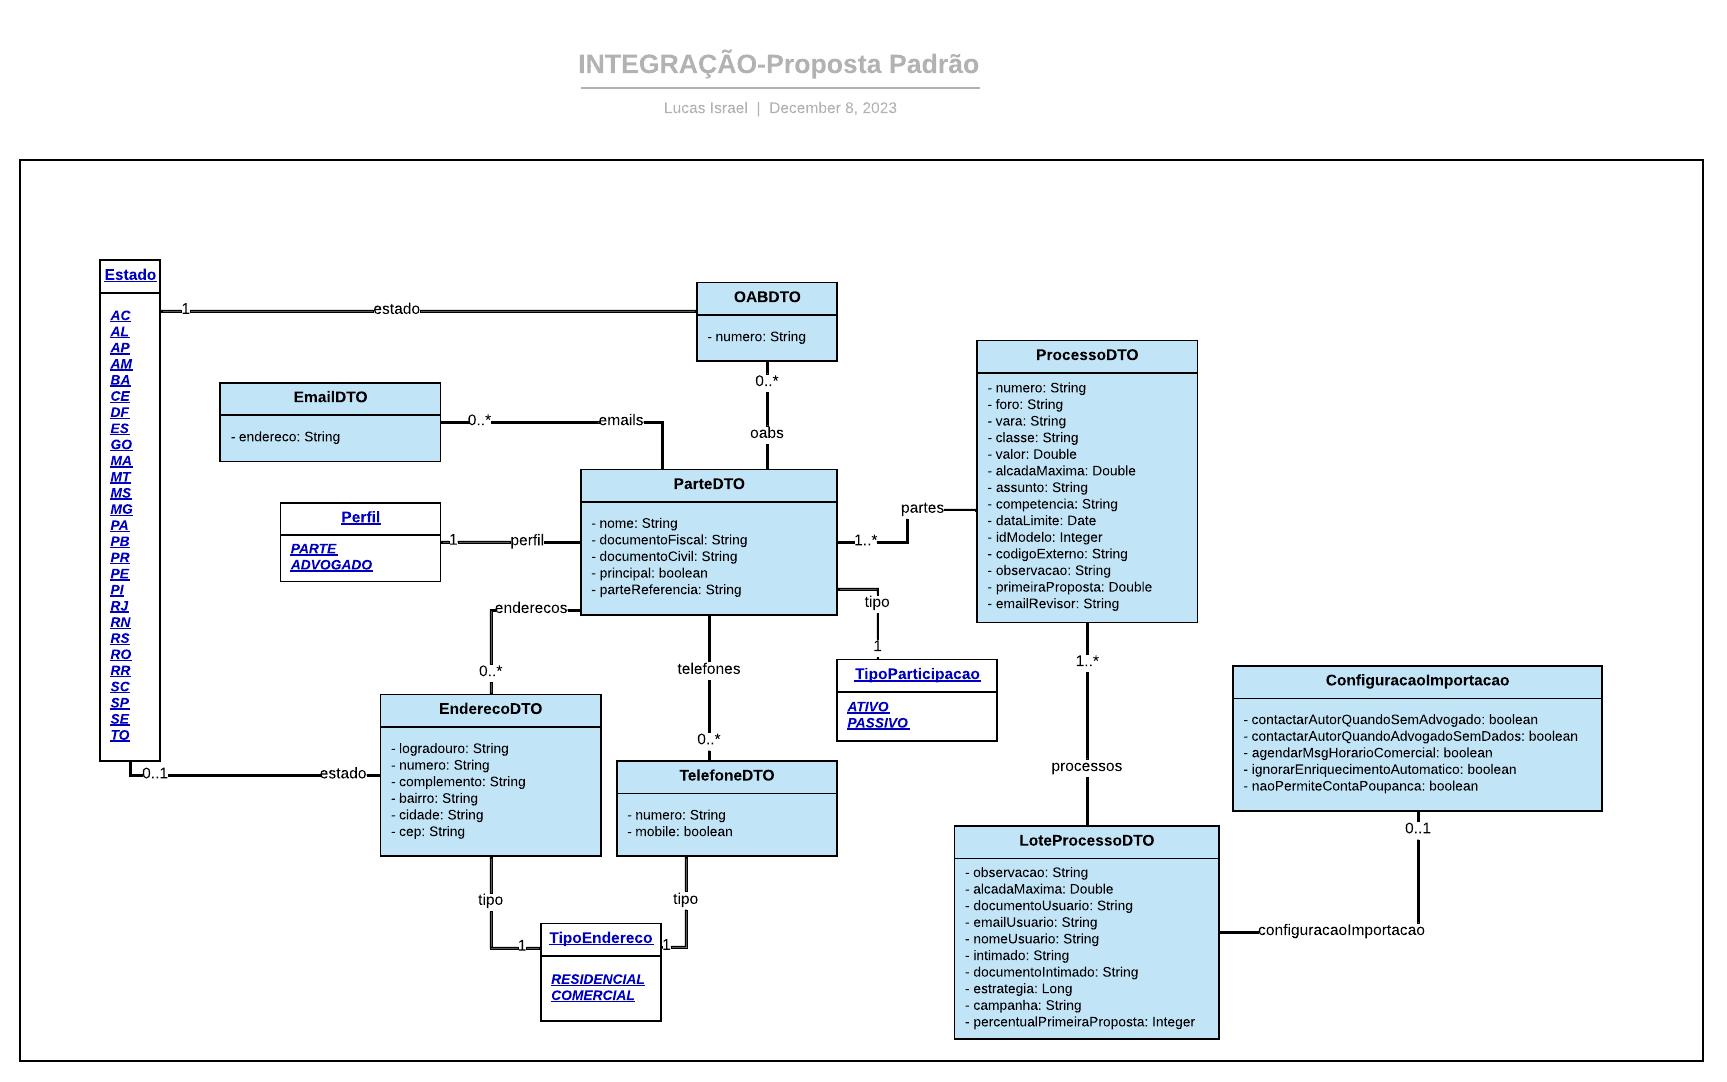 INTEGRAÇÃO-Proposta Padrão
Lucas Israel | December 8, 2023
Estado
AC
AL
AP
AM
BA
CE
DF
ES
GO
MA
MT
MS
MG
PA
PB
PR
PE
PI
RJ
RN
RS
RO
RR
SC
SP
SE
TO
1
estado
OABDTO
- numero: String
0..*
oabs
EmailDTO
- endereco: String
0..*
emails
Perfil
PARTE
ADVOGADO
1
perfil
ParteDTO
- nome: String
- documentoFiscal: String
- documentoCivil: String
- principal: boolean
- parteReferencia: String
1..*
partes
ProcessoDTO
- numero: String
- foro: String
- vara: String
- classe: String
- valor: Double
- alcadaMaxima: Double
- assunto: String
- competencia: String
- dataLimite: Date
- idModelo: Integer
- codigoExterno: String
- observacao: String
- primeiraProposta: Double
- emailRevisor: String
enderecos
0..*
telefones
0..*
tipo
1
TipoParticipacao
ATIVO
PASSIVO
1..*
processos
EnderecoDTO
- logradouro: String
- numero: String
- complemento: String
- bairro: String
- cidade: String
- cep: String
0..1
estado
TelefoneDTO
- numero: String
- mobile: boolean
tipo
1
tipo
1
TipoEndereco
RESIDENCIAL
COMERCIAL
ConfiguracaoImportacao
- contactarAutorQuandoSemAdvogado: boolean
- contactarAutorQuandoAdvogadoSemDados: boolean
- agendarMsgHorarioComercial: boolean
- ignorarEnriquecimentoAutomatico: boolean
- naoPermiteContaPoupanca: boolean
0..1
configuracaoImportacao
LoteProcessoDTO
- observacao: String
- alcadaMaxima: Double
- documentoUsuario: String
- emailUsuario: String
- nomeUsuario: String
- intimado: String
- documentoIntimado: String
- estrategia: Long
- campanha: String
- percentualPrimeiraProposta: Integer